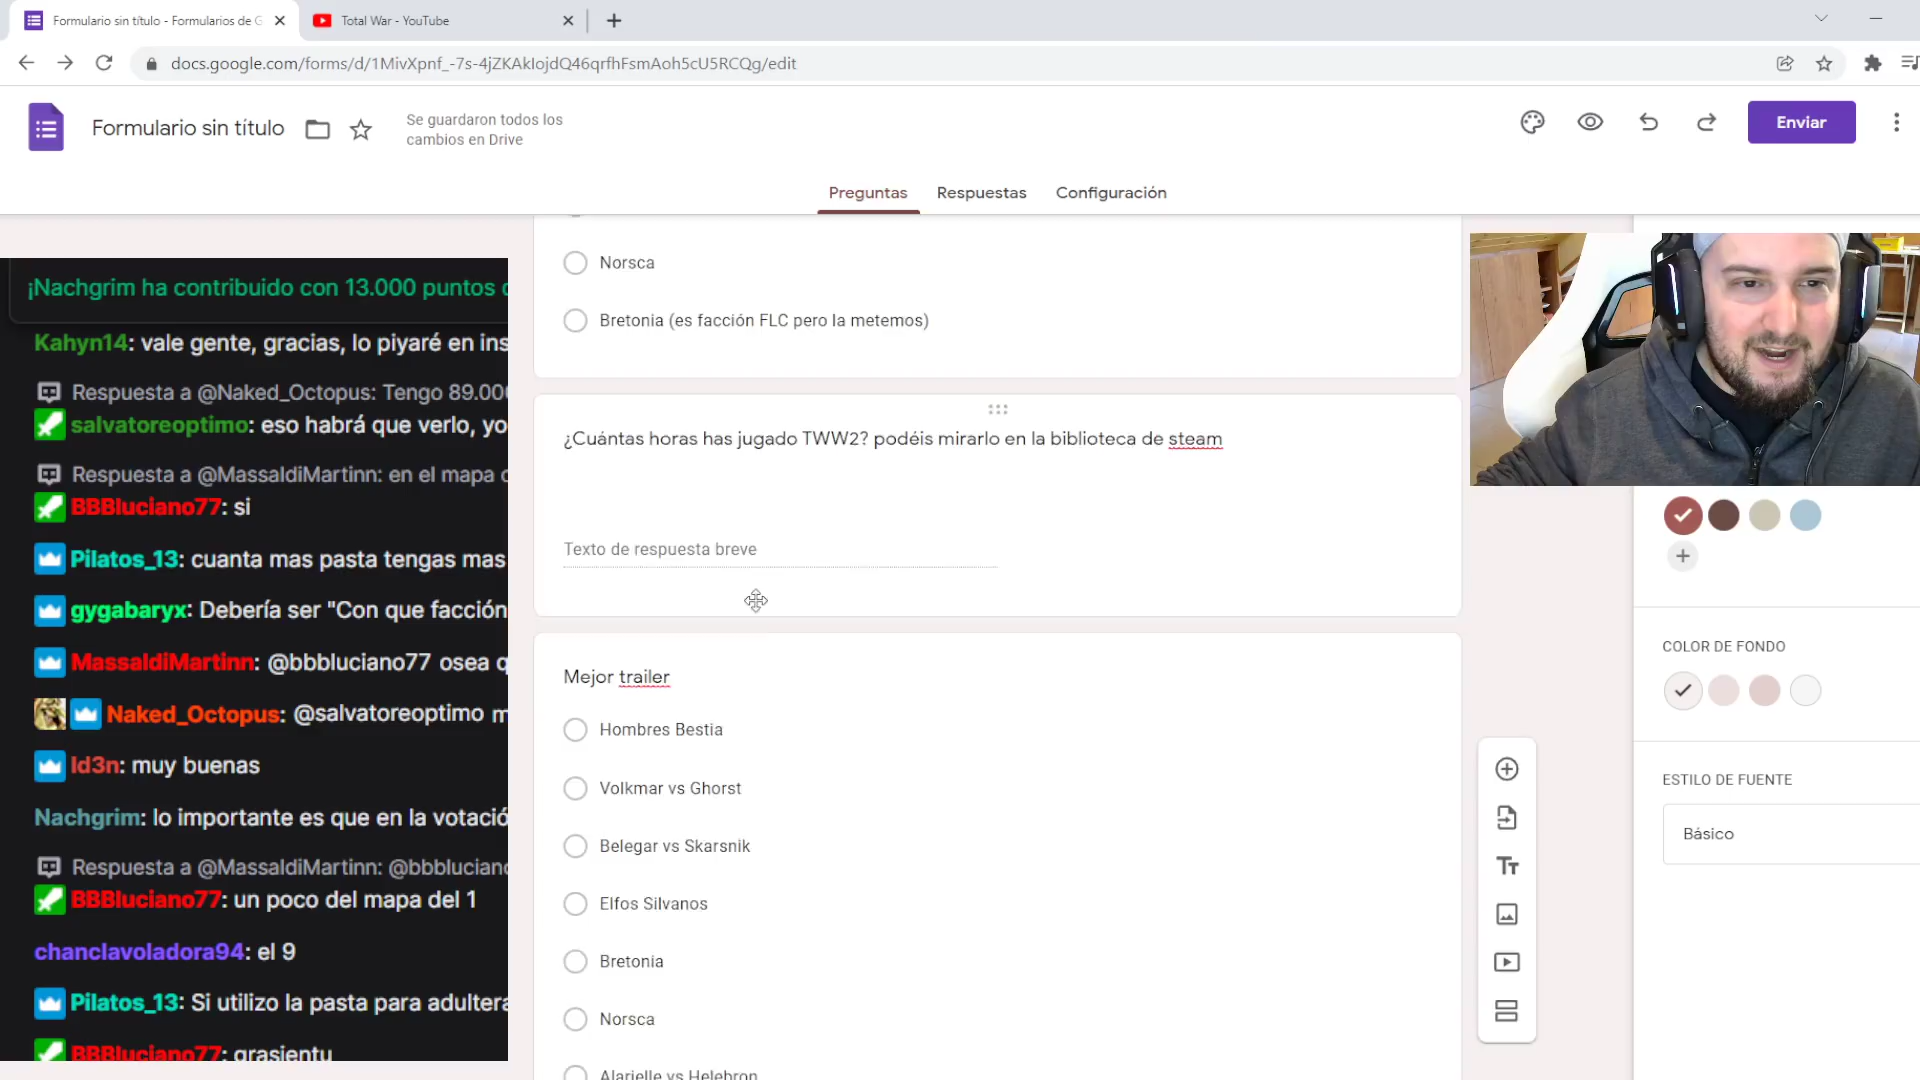 Formulario sin título - Formularios de G
Total War - YouTube
docs.google.com/forms/d/1MivXpnf_-7s-4jZKAkIojdQ46qrfhFsmAoh5cU5RCQg/edit
Formulario sin título
Se guardaron todos los
cambios en Drive
Enviar
Preguntas
Respuestas
Configuración
¡Nachgrim ha contribuido con 13.000 puntos
Kahyn14: vale gente, gracias, lo piyaré en ins
Respuesta a @Naked_Octopus: Tengo 89.00
salvatoreoptimo: eso habrá que verlo, yo
Respuesta a @MassaldiMartinn: en el mapa
BBBluciano77: si
Pilatos_13: cuanta mas pasta tengas mas
gygabaryx: Debería ser "Con que facción
MassaldiMartinn: @bbbluciano77 osea q
Naked_Octopus: @salvatoreoptimo m
Id3n: muy buenas
Nachgrim: lo importante es que en la votació
Respuesta a @MassaldiMartinn: @bbbluciano
BBBluciano77: un poco del mapa del 1
chanclavoladora94: el 9
Pilatos_13: Si utilizo la pasta para adultera
BBBluciano77: grasientu
Norsca
Bretonia (es facción FLC pero la metemos)
¿Cuántas horas has jugado TWW2? podéis mirarlo en la biblioteca de steam
Texto de respuesta breve
Mejor trailer
Hombres Bestia
Volkmar vs Ghorst
Belegar vs Skarsnik
Elfos Silvanos
Bretonia
Norsca
Alarielle vs Helebron
COLOR DE FONDO
ESTILO DE FUENTE
Básico